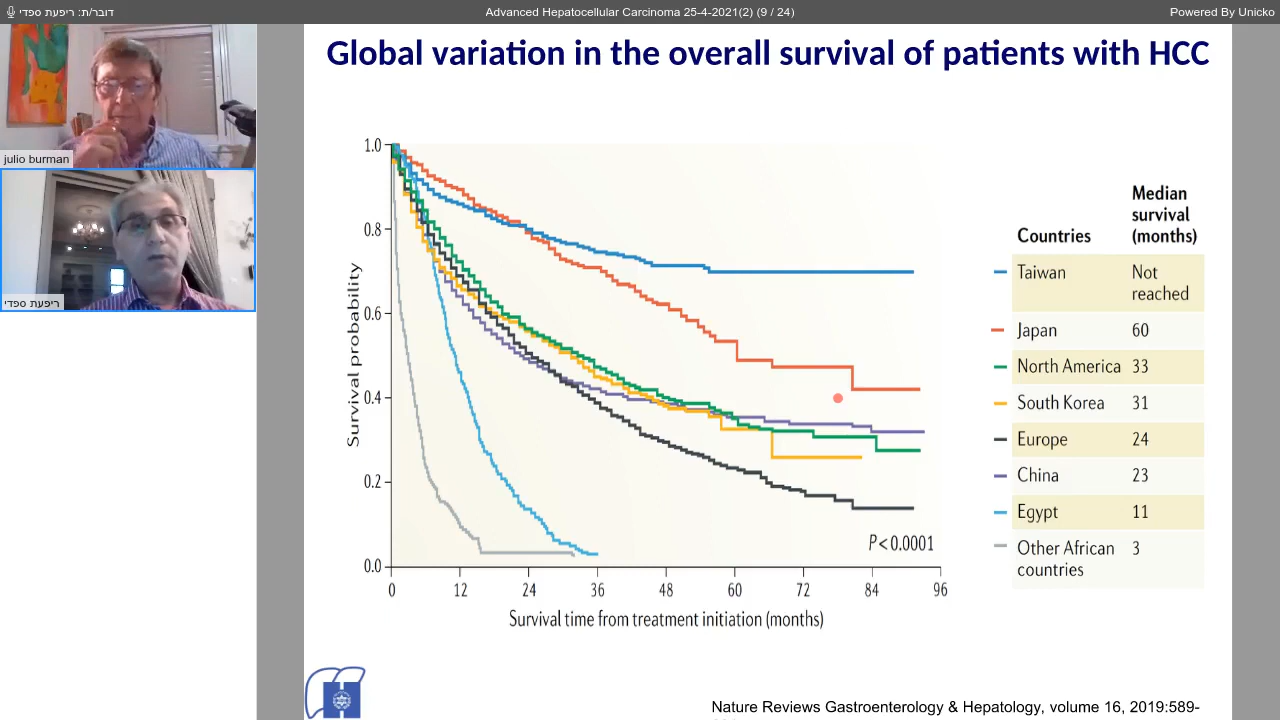 דובר/ת: ריפעת ספדי
Advanced Hepatocellular Carcinoma 25-4-2021(2) (9 / 24)
Powered By Unicko
julio burman
ריפעת ספדי
Global variation in the overall survival of patients with HCC
Survival probability
1.0
0.8
0.6
0.4
0.2
0.0
0 12 24 36 48 60 72 84 96
Survival time from treatment initiation (months)
P < 0.0001
Countries
Median
survival
(months)
Taiwan Not
reached
Japan 60
North America 33
South Korea 31
Europe 24
China 23
Egypt 11
Other African 3
countries
Nature Reviews Gastroenterology & Hepatology, volume 16, 2019:589-